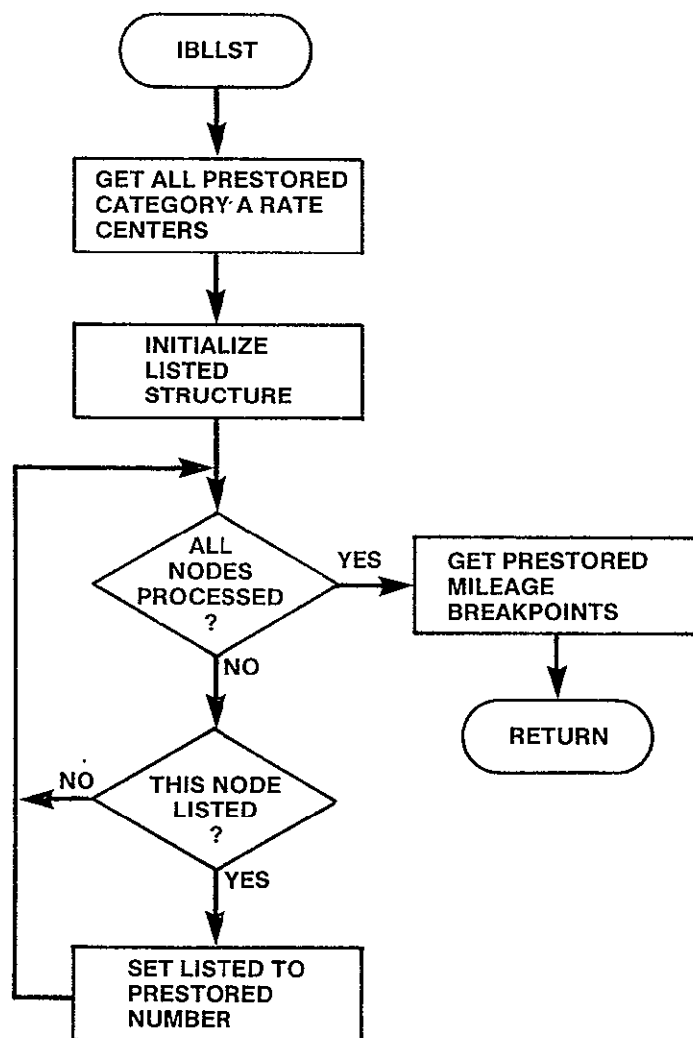 IBLLST
GET ALL PRESTORED
CATEGORY A RATE
CENTERS
INITIALIZE
LISTED
STRUCTURE
ALL
NODES
PROCESSED
?
YES
GET PRESTORED
MILEAGE
BREAKPOINTS
NO
RETURN
THIS NODE
LISTED
?
NO
YES
SET LISTED TO
PRESTORED
NUMBER